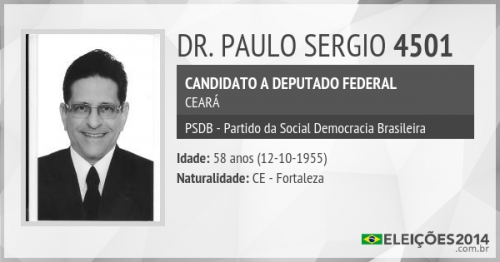 DR. PAULO SERGIO 4501
CANDIDATO A DEPUTADO FEDERAL
CEARÁ
PSDB - Partido da Social Democracia Brasileira
Idade: 58 anos (12-10-1955)
Naturalidade: CE - Fortaleza
ELEIÇÕES2014
.com.br